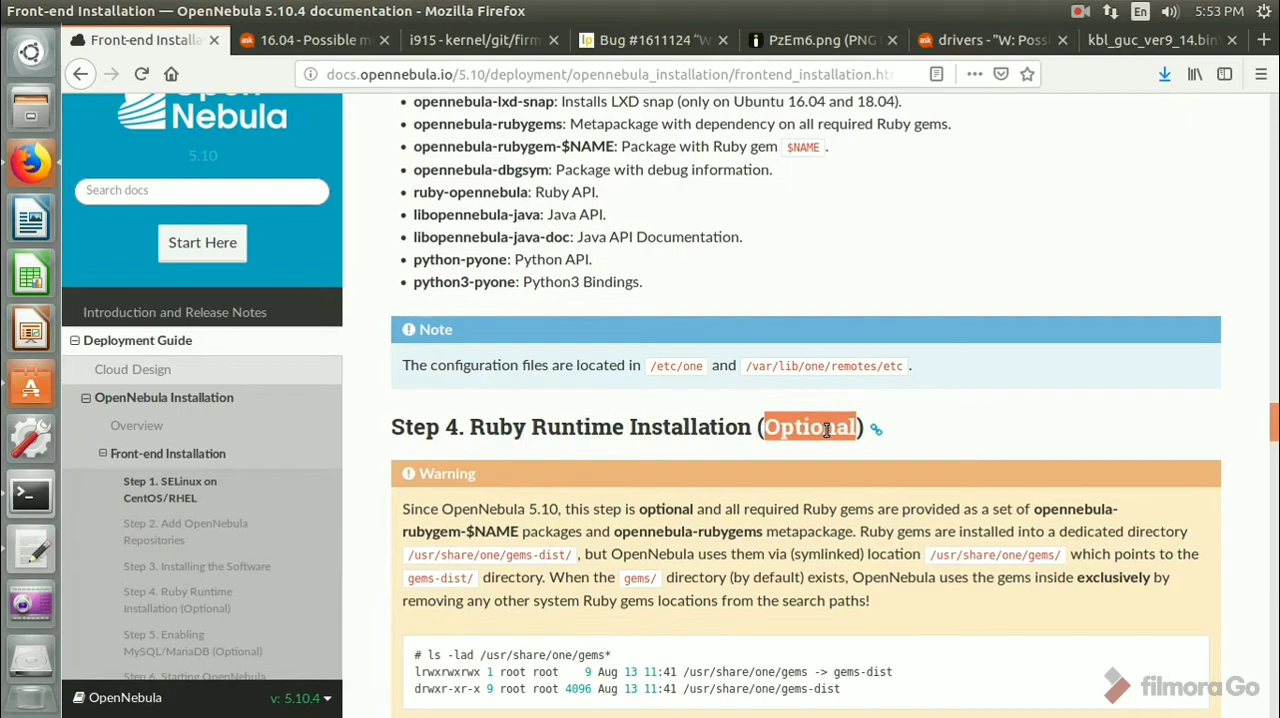 Front-end Installation — OpenNebula 5.10.4 documentation - Mozilla Firefox
En
5:53 PM
Front-end Installa
16.04 - Possible m
i915 - kernel/git/firm
Bug #1611124 "W
PzEm6.png (PNG
drivers - "W: Poss
kbl_guc_ver9_14.bin
docs.opennebula.io/5.10/deployment/opennebula_installation/frontend_installation.ht
Open
Nebula
5.10
Search docs
Start Here
Introduction and Release Notes
Deployment Guide
Cloud Design
OpenNebula Installation
Overview
Front-end Installation
Step 1. SELinux on
CentOS/RHEL
Step 2. Add OpenNebula
Repositories
Step 3. Installing the Software
Step 4. Ruby Runtime
Installation (Optional)
Step 5. Enabling
MySQL/MariaDB (Optional)
Step 6. Starting OpenNebula
OpenNebula
v: 5.10.4
• opennebula-lxd-snap: Installs LXD snap (only on Ubuntu 16.04 and 18.04).
• opennebula-rubygems: Metapackage with dependency on all required Ruby gems.
• opennebula-rubygem-$NAME: Package with Ruby gem $NAME .
• opennebula-dbgsym: Package with debug information.
• ruby-opennebula: Ruby API.
• libopennebula-java: Java API.
• libopennebula-java-doc: Java API Documentation.
• python-pyone: Python API.
• python3-pyone: Python3 Bindings.
Note
The configuration files are located in /etc/one and /var/lib/one/remotes/etc .
Step 4. Ruby Runtime Installation (Optional)
Warning
Since OpenNebula 5.10, this step is optional and all required Ruby gems are provided as a set of opennebula-
rubygem-$NAME packages and opennebula-rubygems metapackage. Ruby gems are installed into a dedicated directory
/usr/share/one/gems-dist/ , but OpenNebula uses them via (symlinked) location /usr/share/one/gems/ which points to the
gems-dist/ directory. When the gems/ directory (by default) exists, OpenNebula uses the gems inside exclusively by
removing any other system Ruby gems locations from the search paths!
# ls -lad /usr/share/one/gems*
lrwxrwxrwx 1 root root    9 Aug 13 11:41 /usr/share/one/gems -> gems-dist
drwxr-xr-x 9 root root 4096 Aug 13 11:41 /usr/share/one/gems-dist
filmoraGo